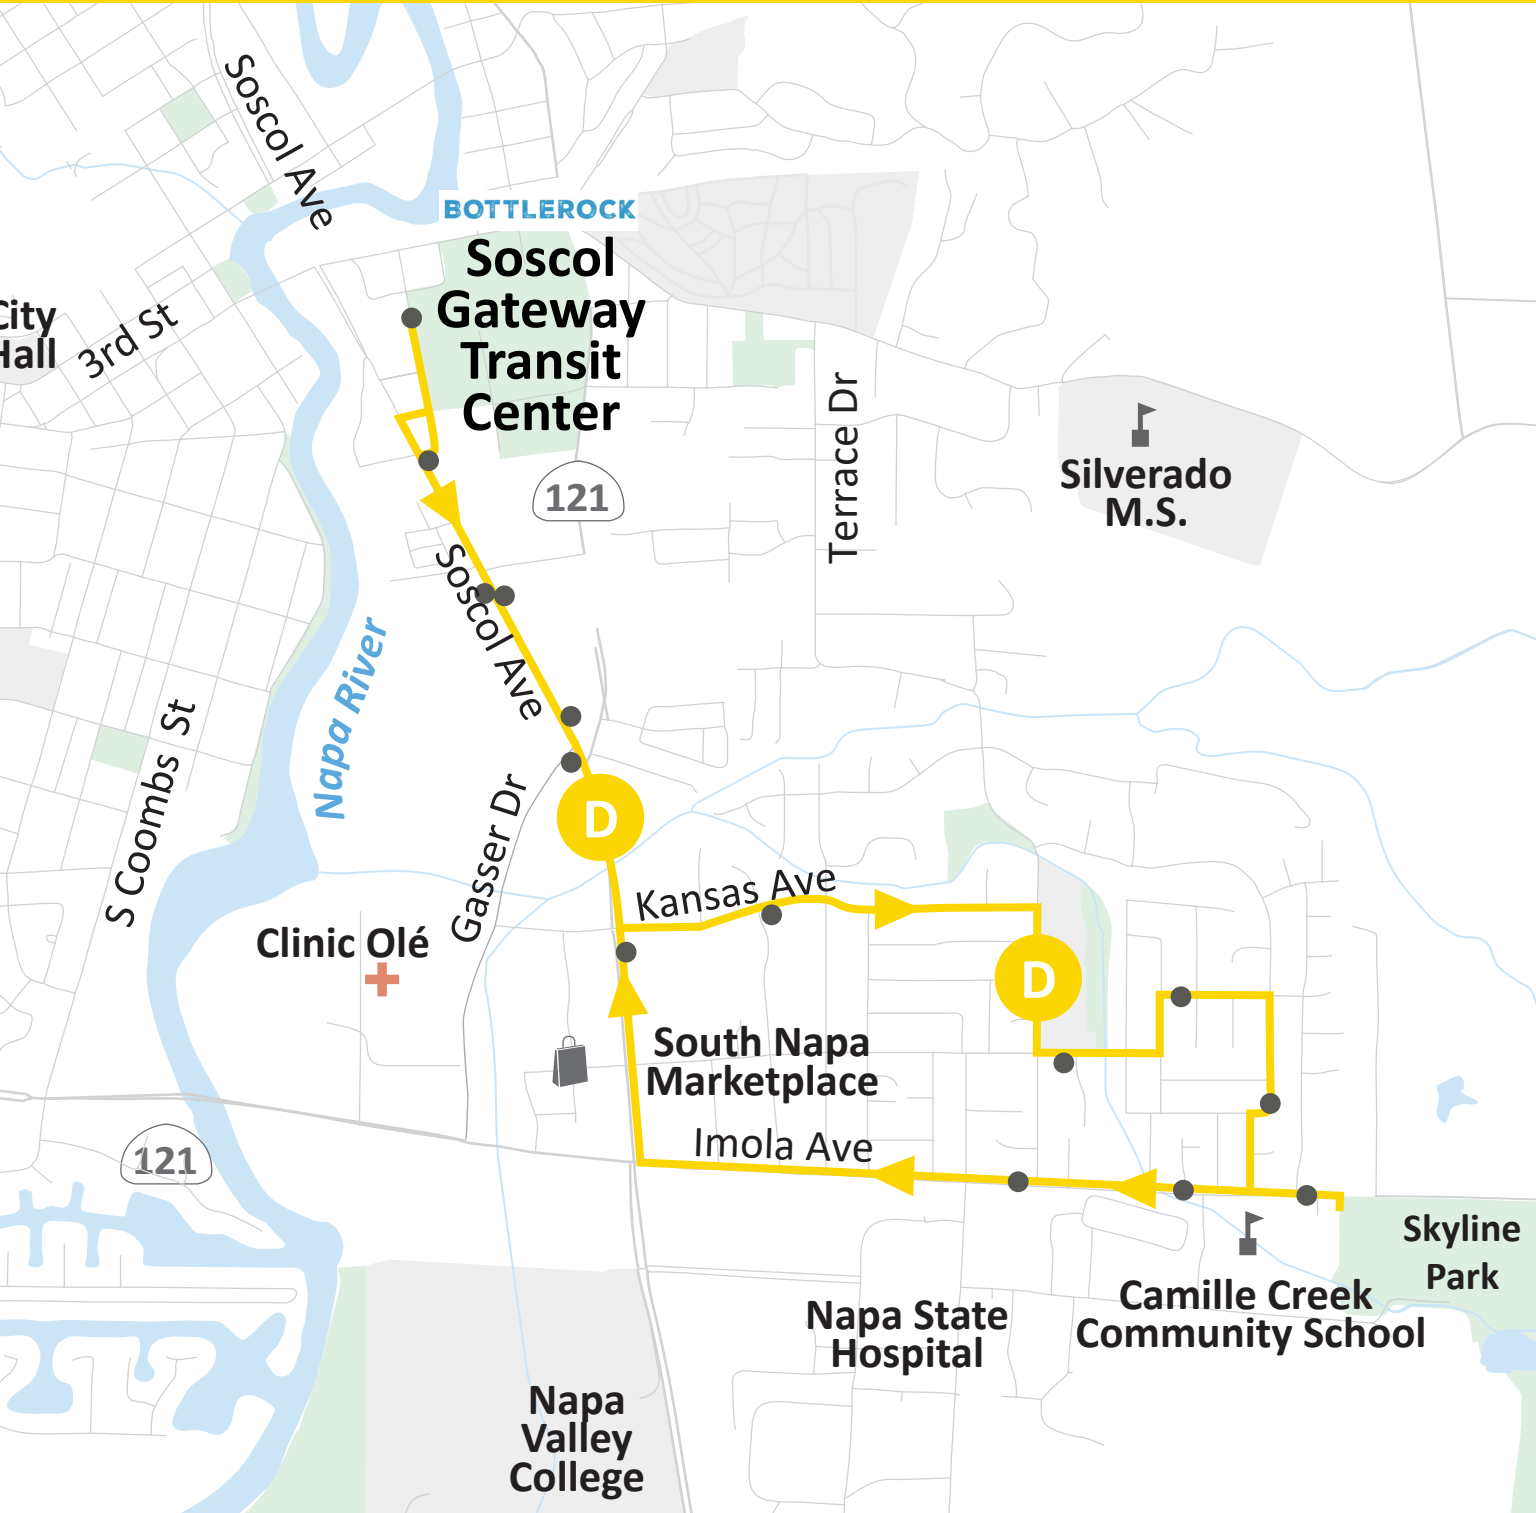 Soscol Ave
BOTTLEROCK
Soscol
Gateway
Transit
Center
City
Hall
3rd St
Terrace Dr
121
Silverado
M.S.
Soscol Ave
Napa River
S Coombs St
Gasser Dr
D
Kansas Ave
Clinic Olé
D
South Napa
Marketplace
Imola Ave
121
Skyline
Park
Camille Creek
Community School
Napa State
Hospital
Napa
Valley
College